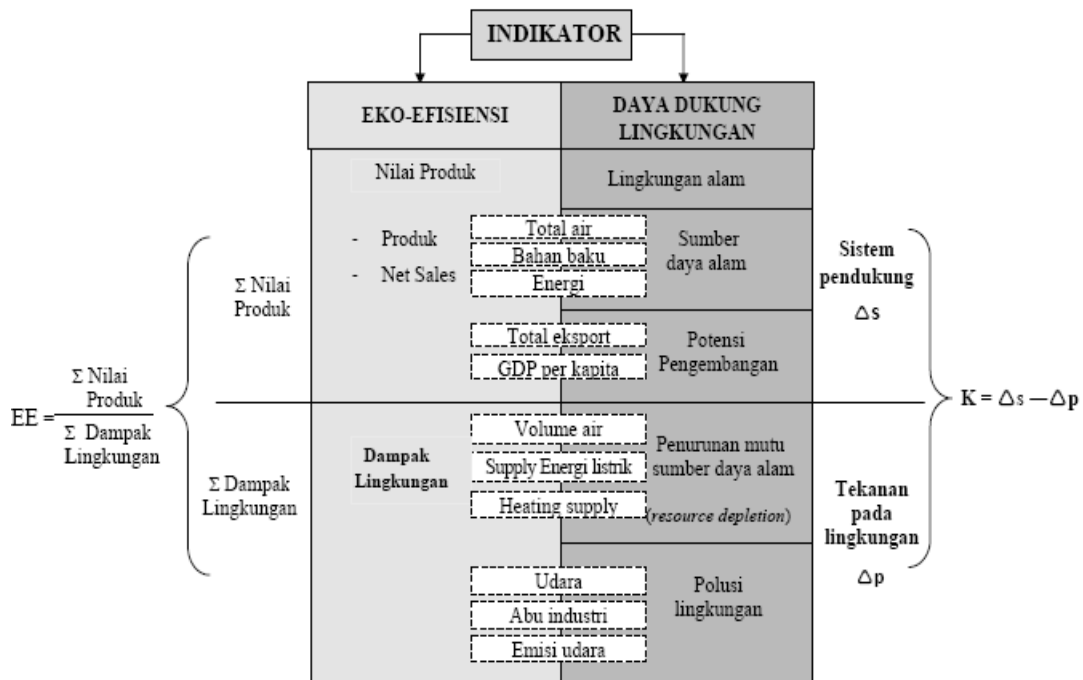 INDIKATOR
EKO-EFISIENSI
DAYA DUKUNG
LINGKUNGAN
Nilai Produk
Lingkungan alam
- Produk
- Net Sales
Total air
Bahan baku
Energi
Sumber
daya alam
Total eksport
GDP per kapita
Potensi
Pengembangan
Dampak
Lingkungan
Volume air
Supply Energi listrik
Heating supply
Penurunan mutu
sumber daya alam
(resource depletion)
Udara
Abu industri
Emisi udara
Polusi
lingkungan
Σ Nilai
Produk
Σ Dampak
Lingkungan
EE =
Σ Nilai
Produk
Σ Dampak
Lingkungan
Sistem
pendukung
△s
Tekanan
pada
lingkungan
△p
K = △s — △p